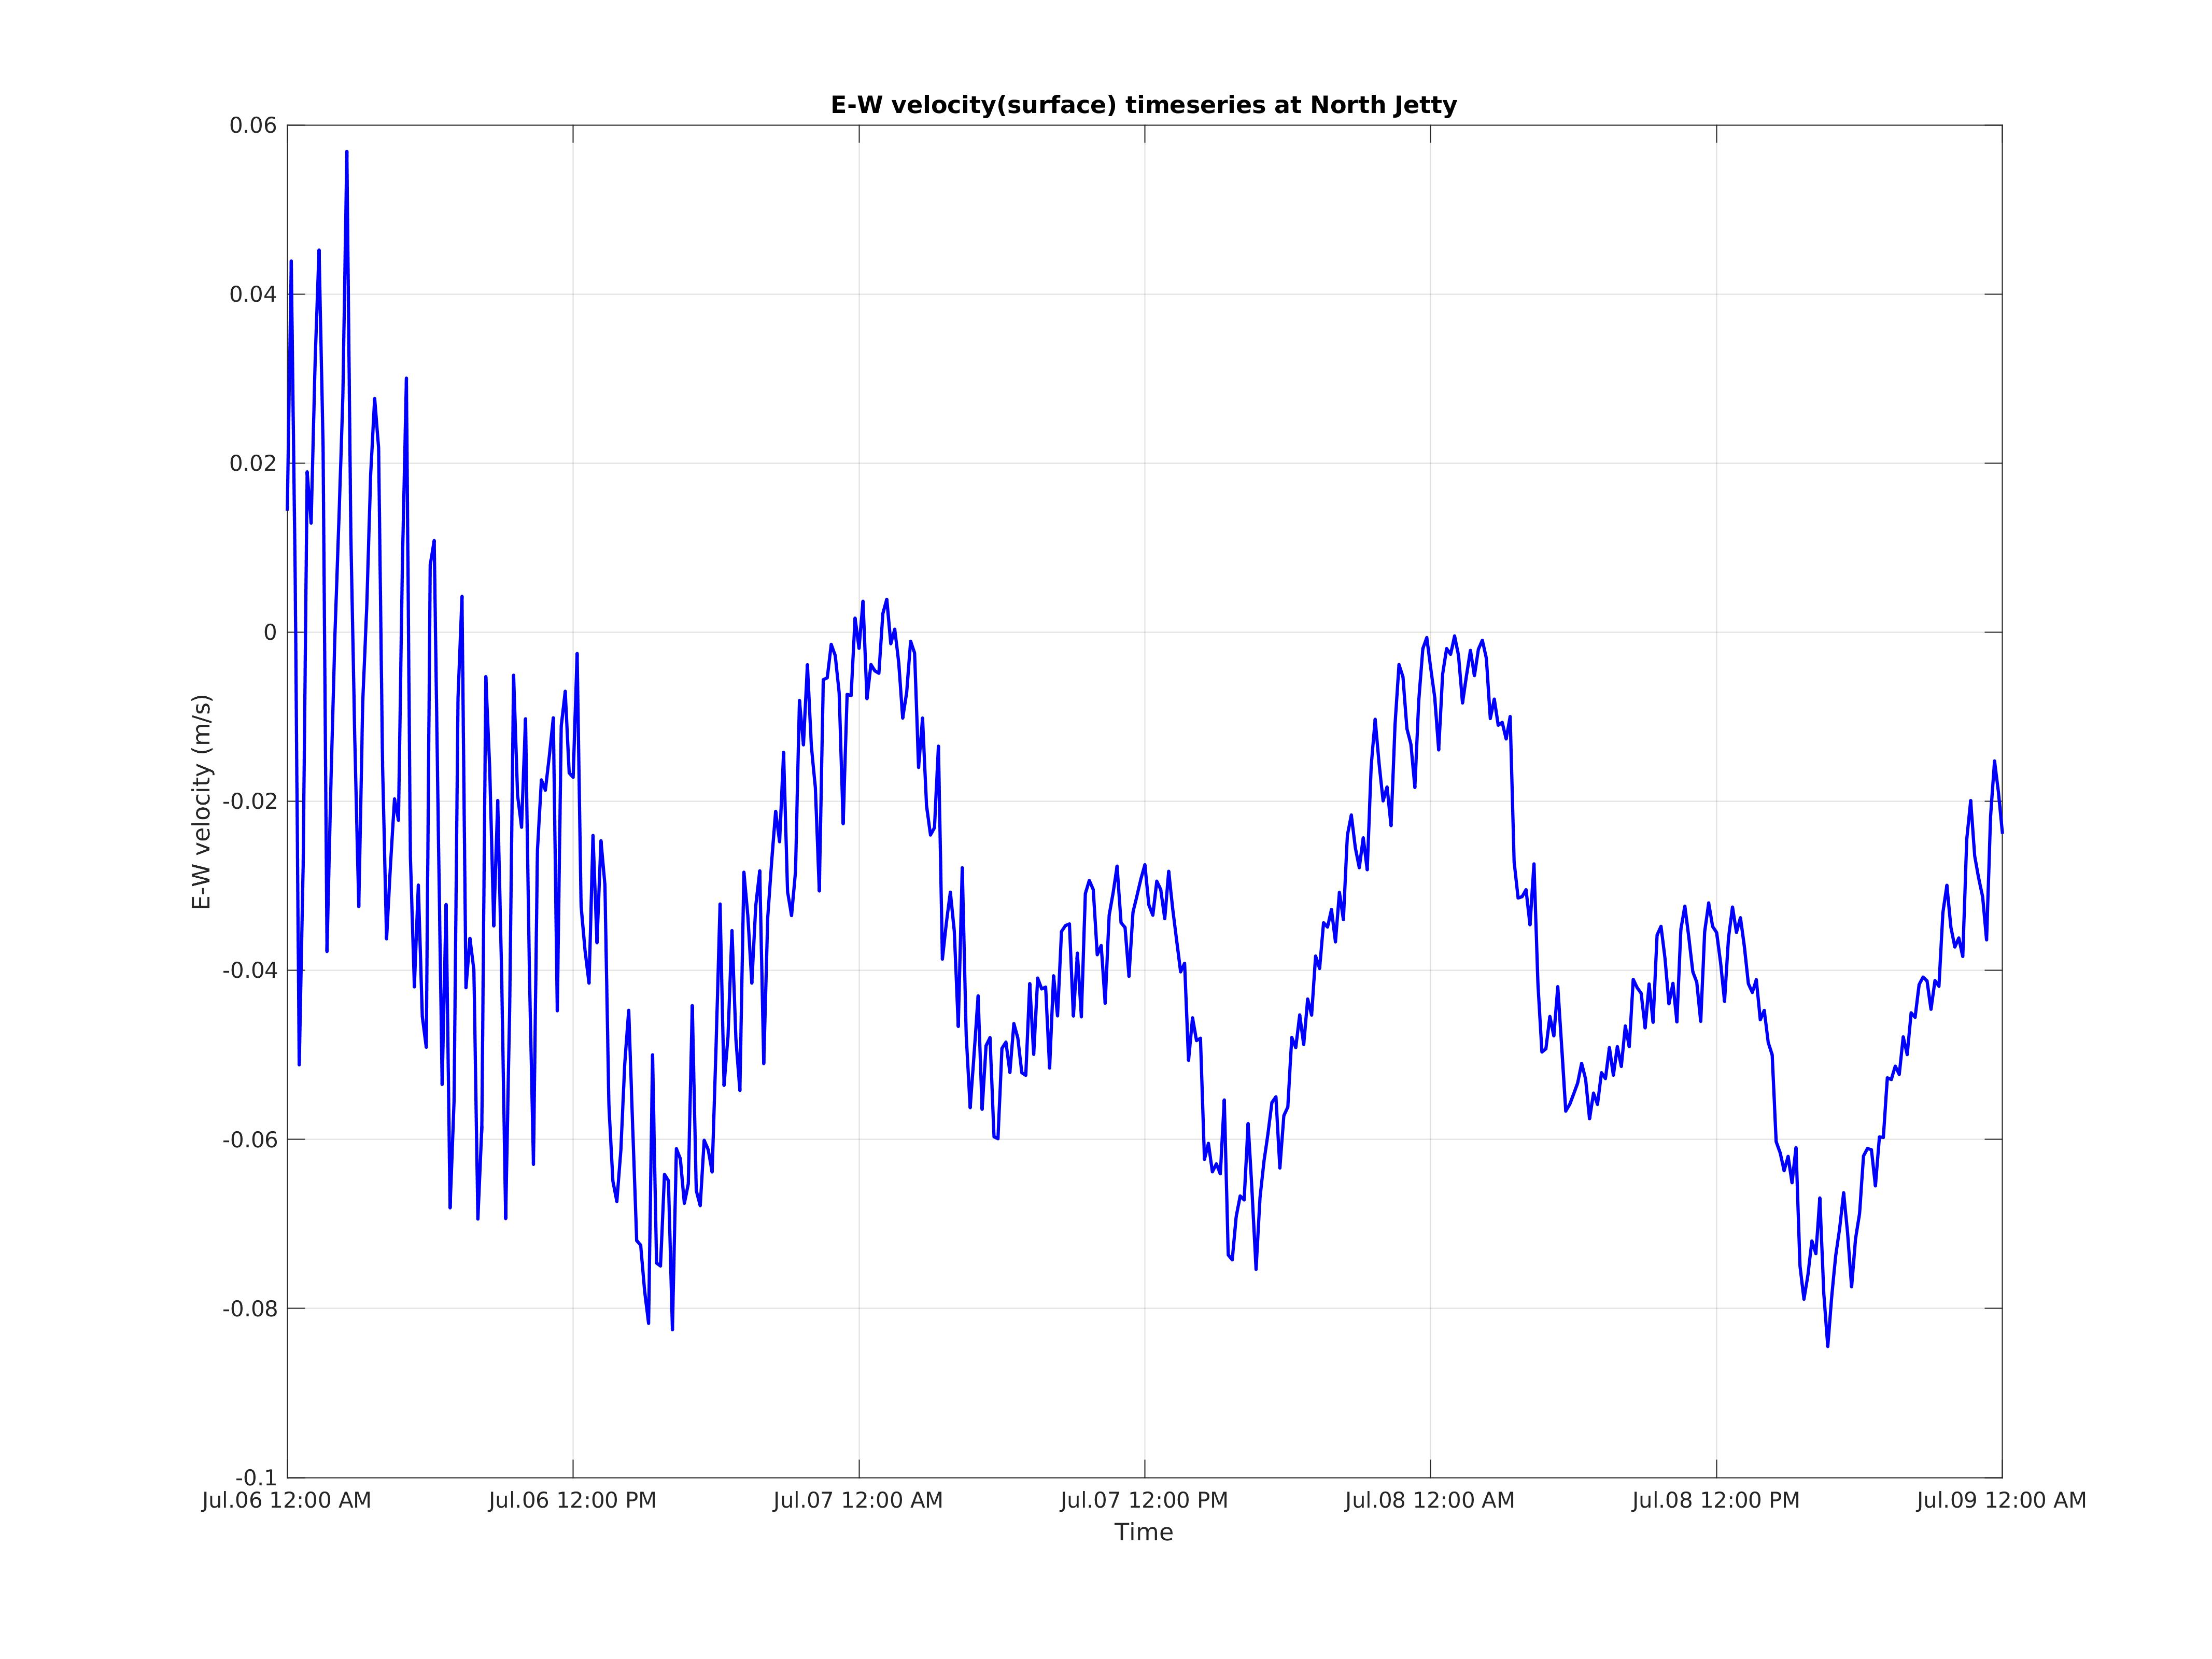 E-W velocity(surface) timeseries at North Jetty
0.06
0.04
0.02
0
-0.02
-0.04
-0.06
-0.08
-0.1
E-W velocity (m/s)
Jul.06 12:00 AM Jul.06 12:00 PM Jul.07 12:00 AM Jul.07 12:00 PM Jul.08 12:00 AM Jul.08 12:00 PM Jul.09 12:00 AM
Time